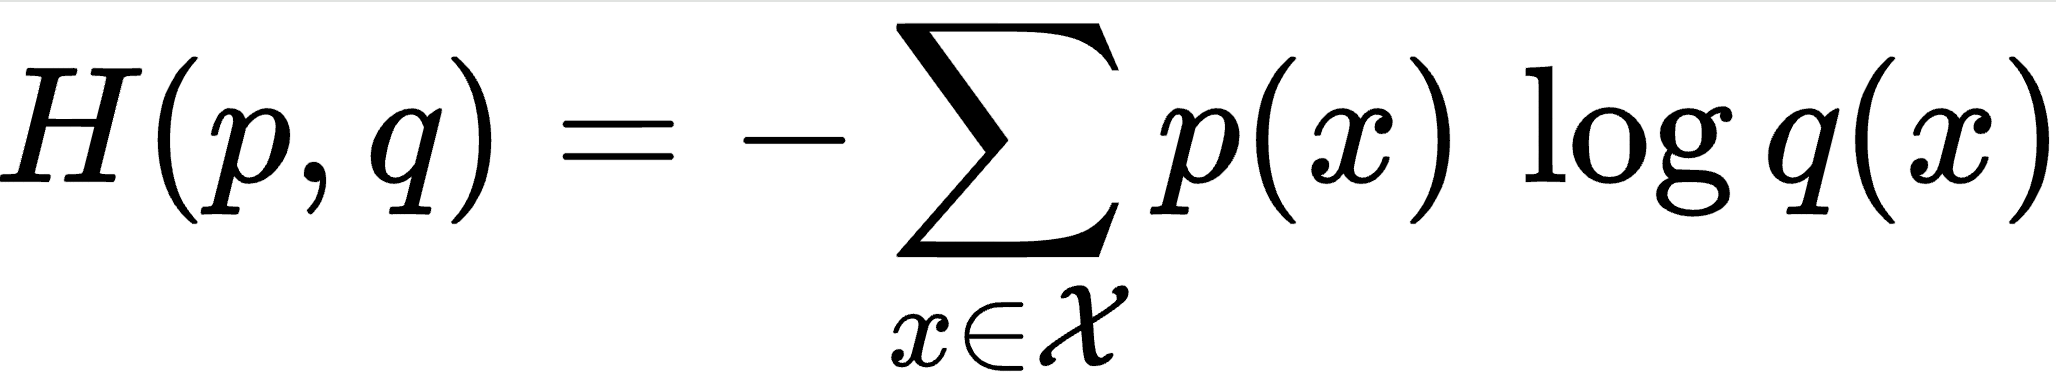 H(p, q) = − ∑ p(x) log q(x)
x∈𝒳